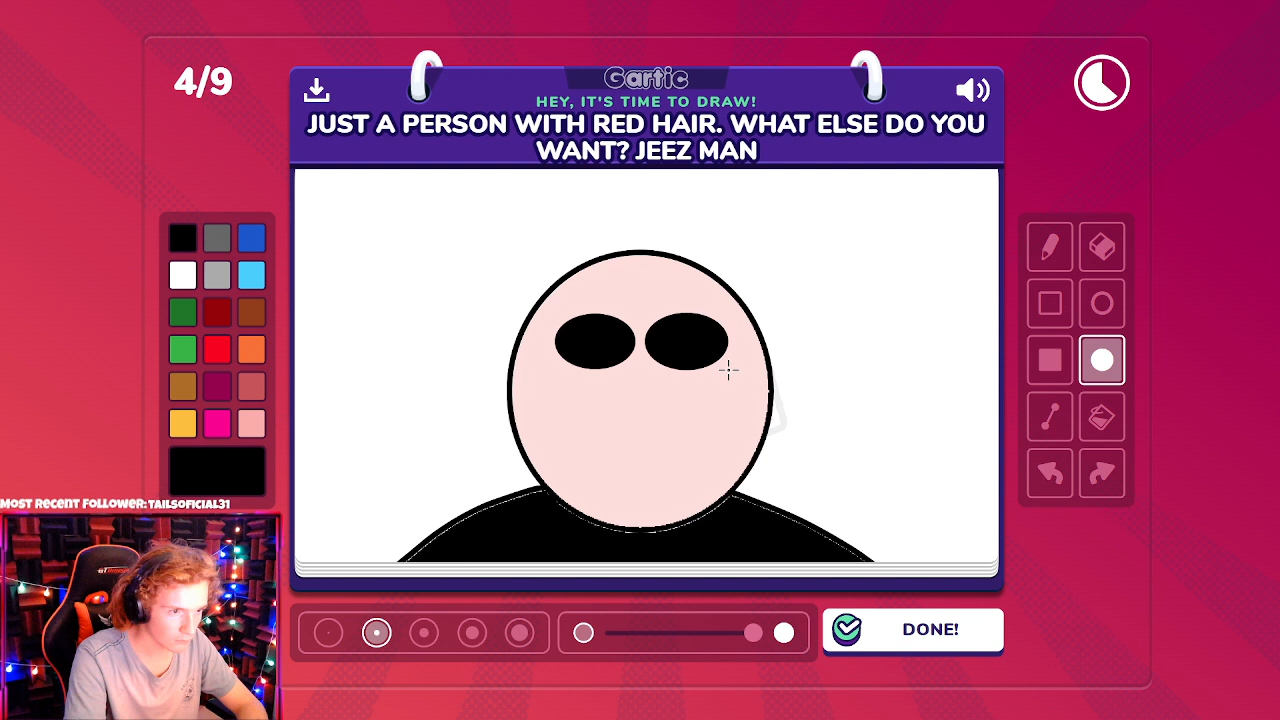 4/9
Gartic
HEY, IT'S TIME TO DRAW!
JUST A PERSON WITH RED HAIR. WHAT ELSE DO YOU
WANT? JEEZ MAN
MOST RECENT FOLLOWER: TAILSOFICIAL31
DONE!